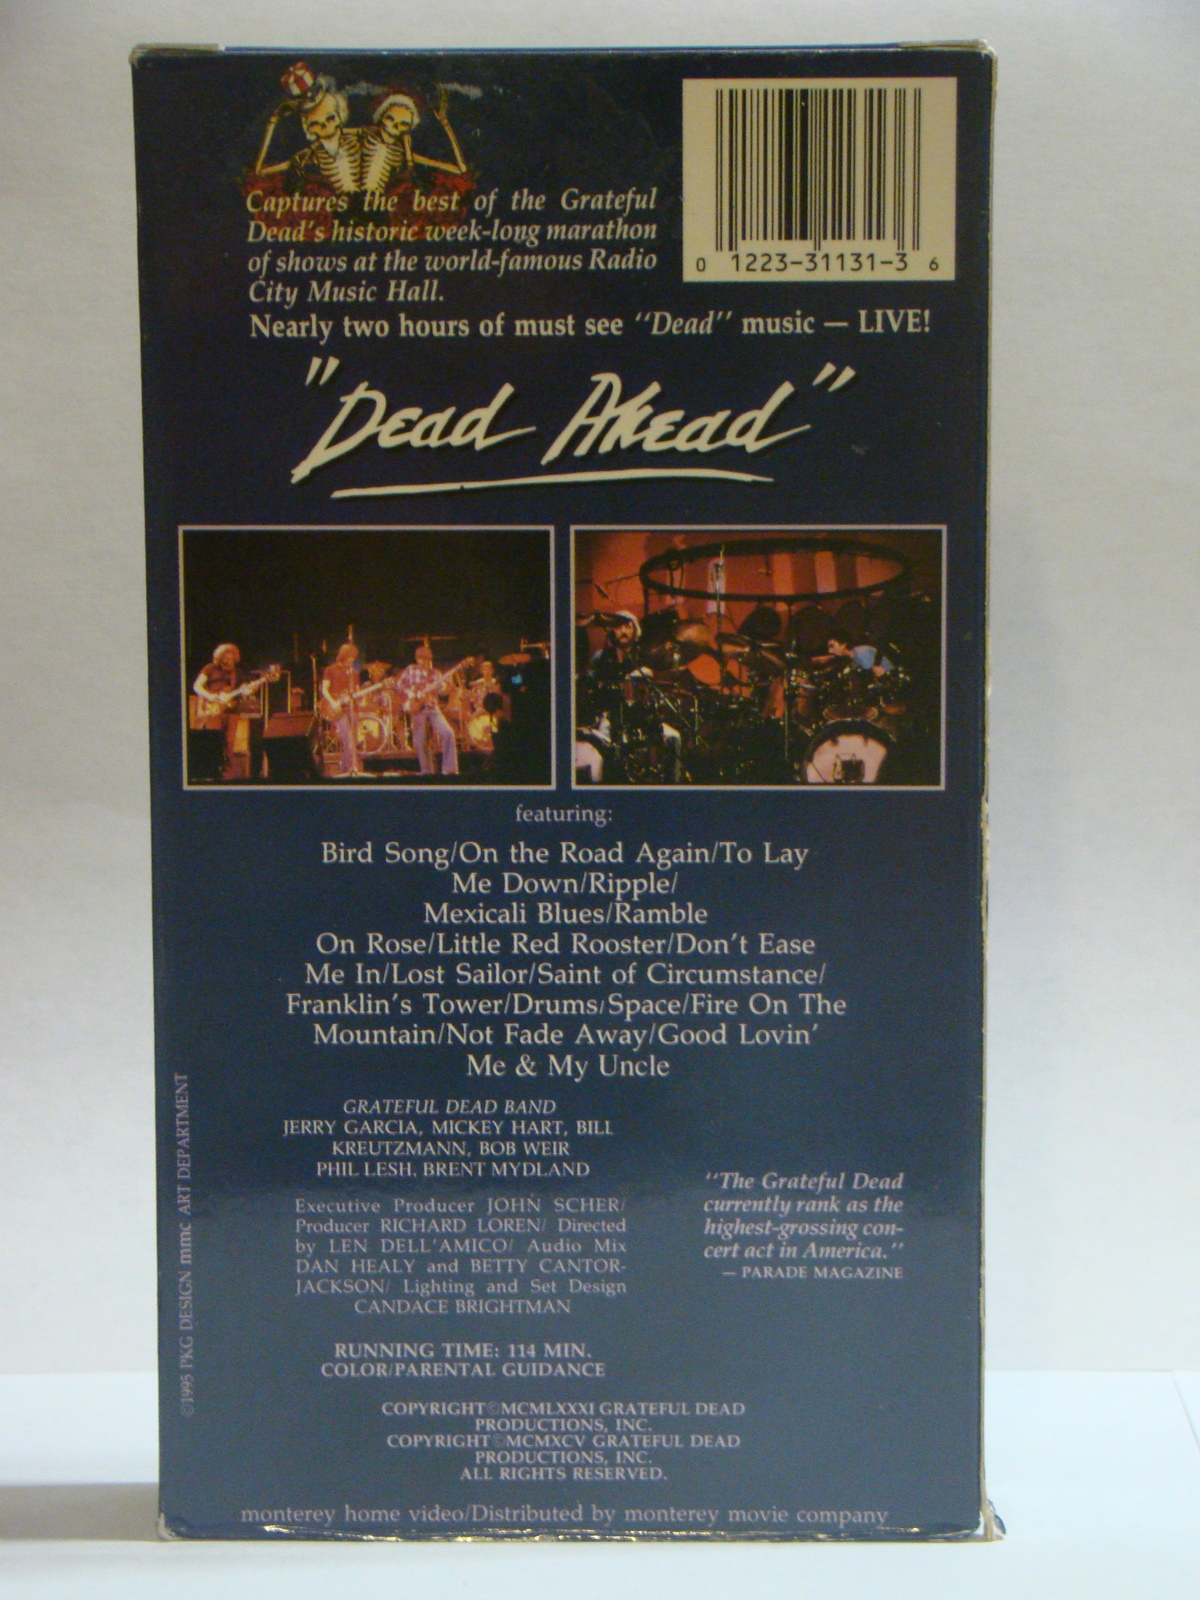 Captures the best of the Grateful
Dead's historic week-long marathon
of shows at the world-famous Radio
City Music Hall.
0 1223-31131-3 6
Nearly two hours of must see "Dead" music — LIVE!
"Dead Ahead"
featuring:
Bird Song/On the Road Again/To Lay
Me Down/Ripple/
Mexicali Blues/Ramble
On Rose/Little Red Rooster/Don't Ease
Me In/Lost Sailor/Saint of Circumstance/
Franklin's Tower/Drums/Space/Fire On The
Mountain/Not Fade Away/Good Lovin'
Me & My Uncle
GRATEFUL DEAD BAND
JERRY GARCIA, MICKEY HART, BILL
KREUTZMANN, BOB WEIR
PHIL LESH, BRENT MYDLAND
Executive Producer JOHN SCHER/
Producer RICHARD LOREN/ Directed
by LEN DELL'AMICO/ Audio Mix
DAN HEALY and BETTY CANTOR-
JACKSON/ Lighting and Set Design
CANDACE BRIGHTMAN
"The Grateful Dead
currently rank as the
highest-grossing con-
cert act in America."
— PARADE MAGAZINE
RUNNING TIME: 114 MIN.
COLOR/PARENTAL GUIDANCE
COPYRIGHT©MCMLXXXI GRATEFUL DEAD
PRODUCTIONS, INC.
COPYRIGHT©MCMXCV GRATEFUL DEAD
PRODUCTIONS, INC.
ALL RIGHTS RESERVED.
monterey home video/Distributed by monterey movie company
©1995 PKG DESIGN mmc ART DEPARTMENT